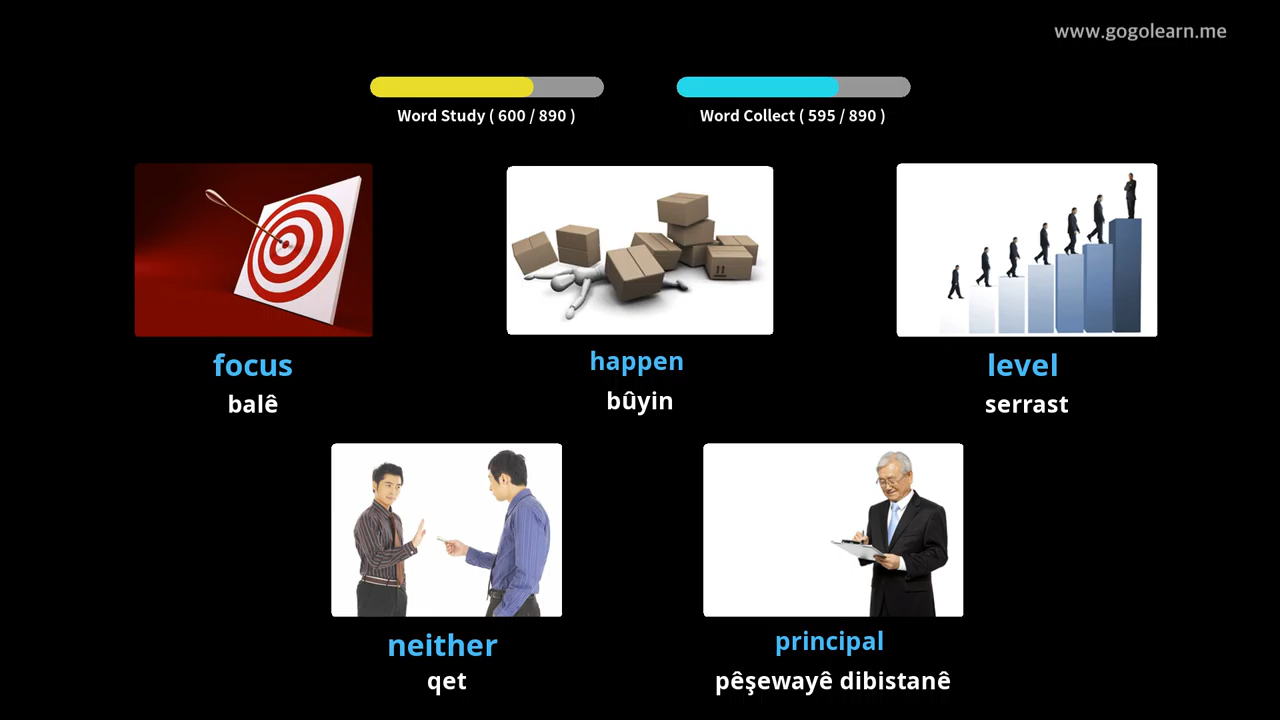 www.gogolearn.me
Word Study ( 600 / 890 )
Word Collect ( 595 / 890 )
focus
balê
happen
bûyin
level
serrast
neither
qet
principal
pêşewayê dibistanê